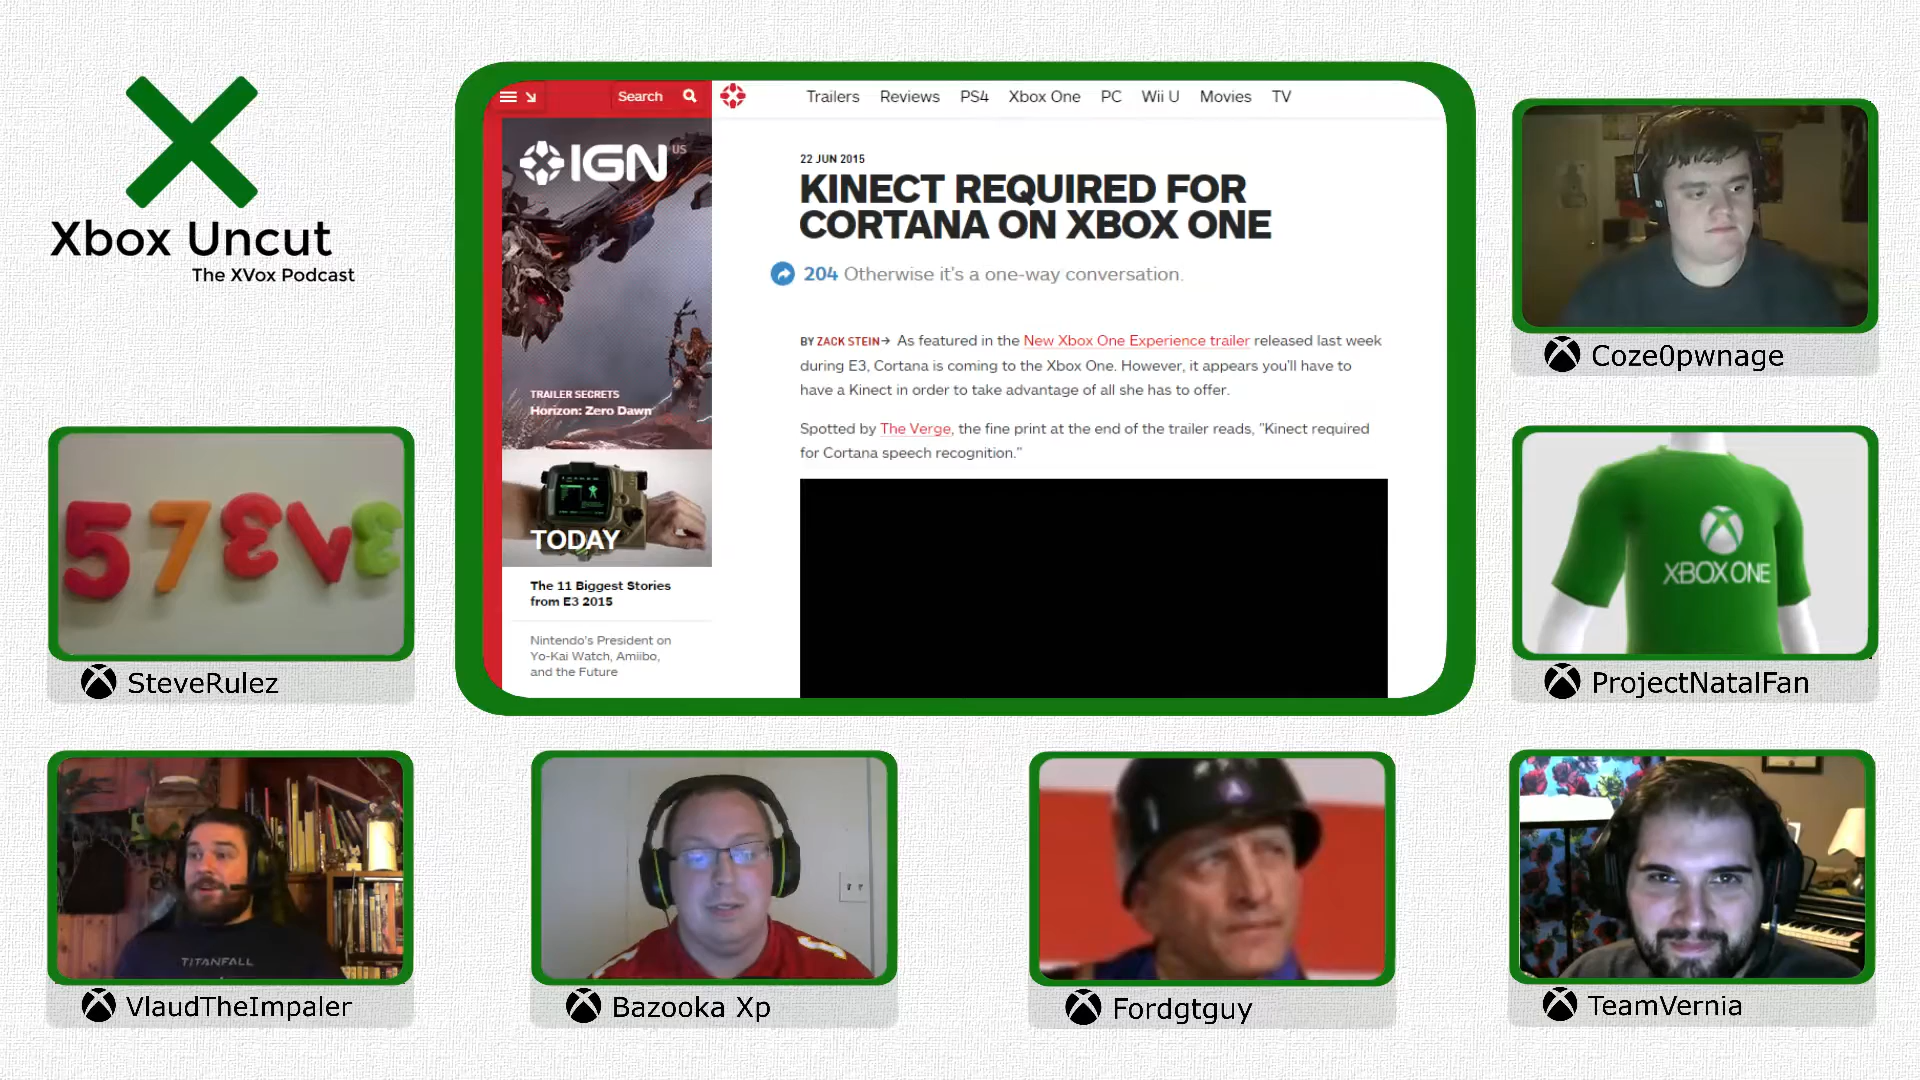 Xbox Uncut
The XVox Podcast
Search
Trailers Reviews PS4 Xbox One PC Wii U Movies TV
IGN US
TRAILER SECRETS
Horizon: Zero Dawn
TODAY
The 11 Biggest Stories
from E3 2015
Nintendo's President on
Yo-Kai Watch, Amiibo,
and the Future
22 JUN 2015
KINECT REQUIRED FOR
CORTANA ON XBOX ONE
204 Otherwise it's a one-way conversation.
BY ZACK STEIN As featured in the New Xbox One Experience trailer released last week
during E3, Cortana is coming to the Xbox One. However, it appears you'll have to
have a Kinect in order to take advantage of all she has to offer.
Spotted by The Verge, the fine print at the end of the trailer reads, "Kinect required
for Cortana speech recognition."
Coze0pwnage
57EVE
SteveRulez
XBOX ONE
ProjectNatalFan
TITANFALL
VlaudTheImpaler
Bazooka Xp
Fordgtguy
TeamVernia